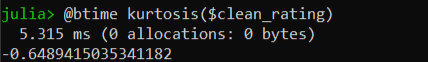 julia> @btime kurtosis($clean_rating)
  5.315 ms (0 allocations: 0 bytes)
-0.6489415035341182